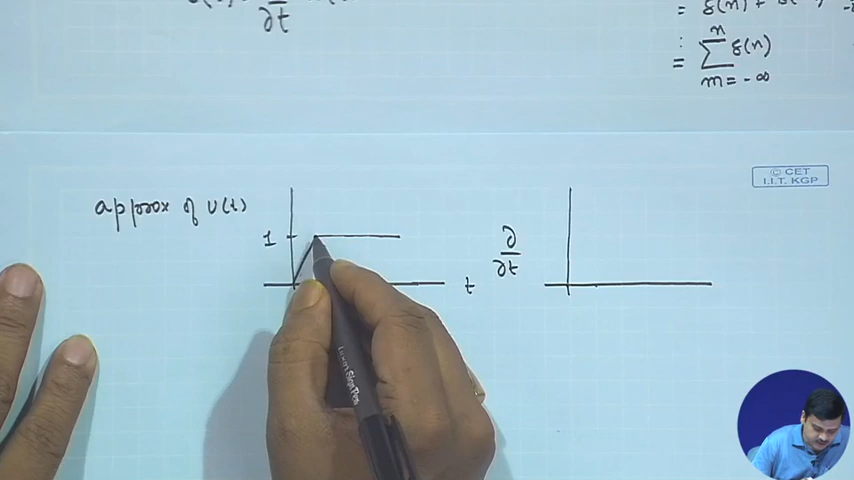 ∂t
= δ(n) +
⋮
= Σ δ(n)
n
m = -∞
© CET
I.I.T. KGP
approx of u(t)
1
∂
∂t
t